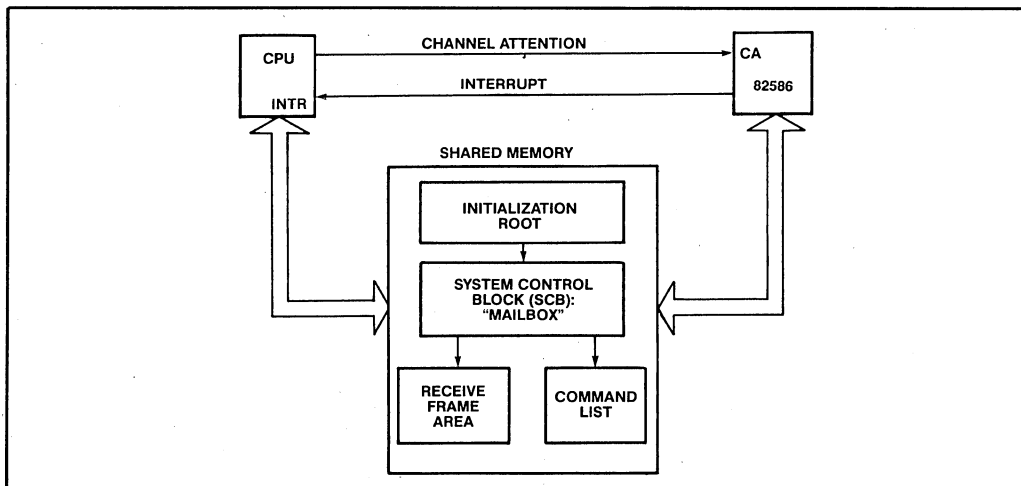 CHANNEL ATTENTION
CPU
CA
INTERRUPT
82586
INTR
SHARED MEMORY
INITIALIZATION
ROOT
SYSTEM CONTROL
BLOCK (SCB):
“MAILBOX”
RECEIVE
FRAME
AREA
COMMAND
LIST